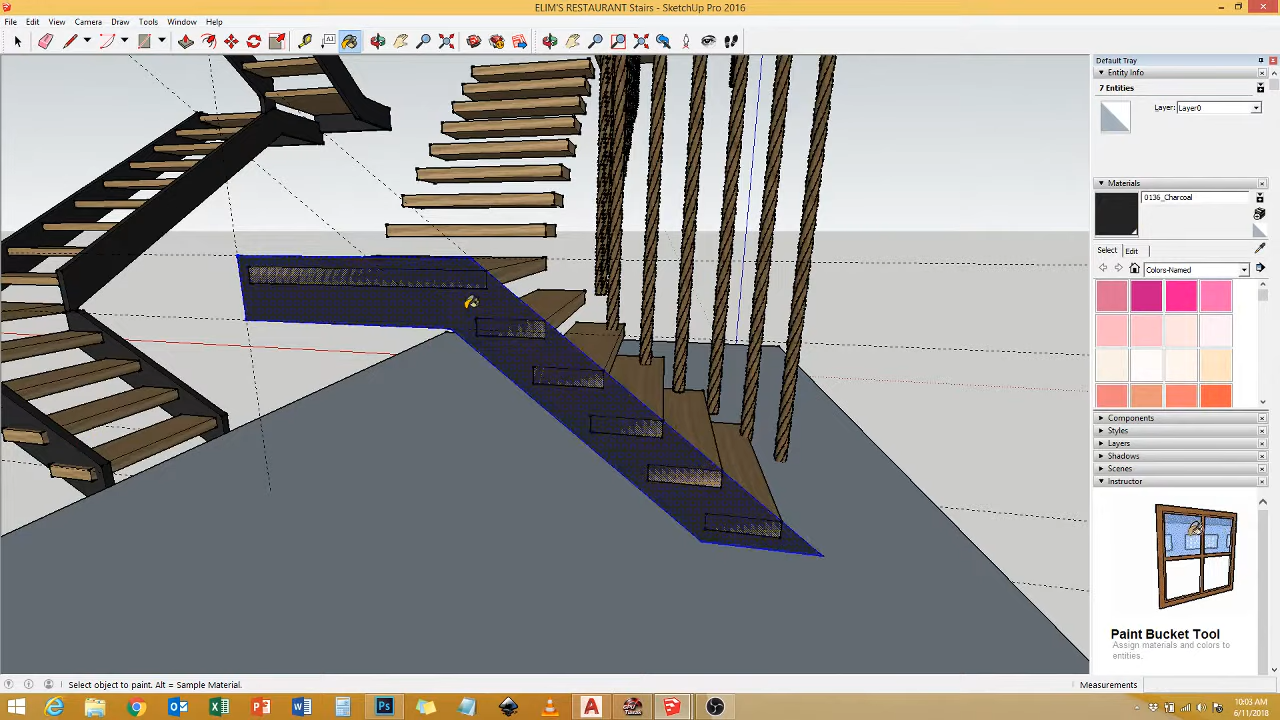 ELIM'S RESTAURANT Stairs - SketchUp Pro 2016
File Edit View Camera Draw Tools Window Help
Default Tray
Entity Info
7 Entities
Layer: Layer0
Materials
0136_Charcoal
Select Edit
Colors-Named
Components
Styles
Layers
Shadows
Scenes
Instructor
Paint Bucket Tool
Assign materials and colors to
entities.
Select object to paint. Alt = Sample Material.
Measurements
10:03 AM
6/11/2018